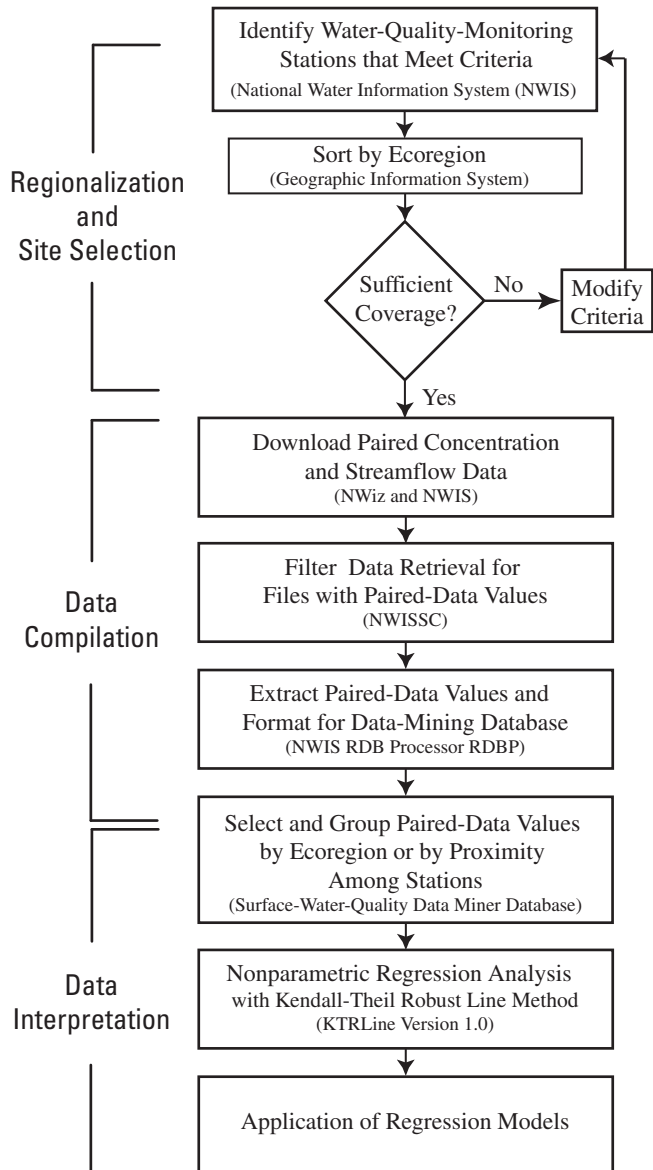 Identify Water-Quality-Monitoring
Stations that Meet Criteria
(National Water Information System (NWIS)
Sort by Ecoregion
(Geographic Information System)
Regionalization
and
Site Selection
Sufficient
Coverage?
No
Modify
Criteria
Yes
Download Paired Concentration
and Streamflow Data
(NWiz and NWIS)
Filter Data Retrieval for
Files with Paired-Data Values
(NWISSC)
Data
Compilation
Extract Paired-Data Values and
Format for Data-Mining Database
(NWIS RDB Processor RDBP)
Select and Group Paired-Data Values
by Ecoregion or by Proximity
Among Stations
(Surface-Water-Quality Data Miner Database)
Data
Interpretation
Nonparametric Regression Analysis
with Kendall-Theil Robust Line Method
(KTRLine Version 1.0)
Application of Regression Models